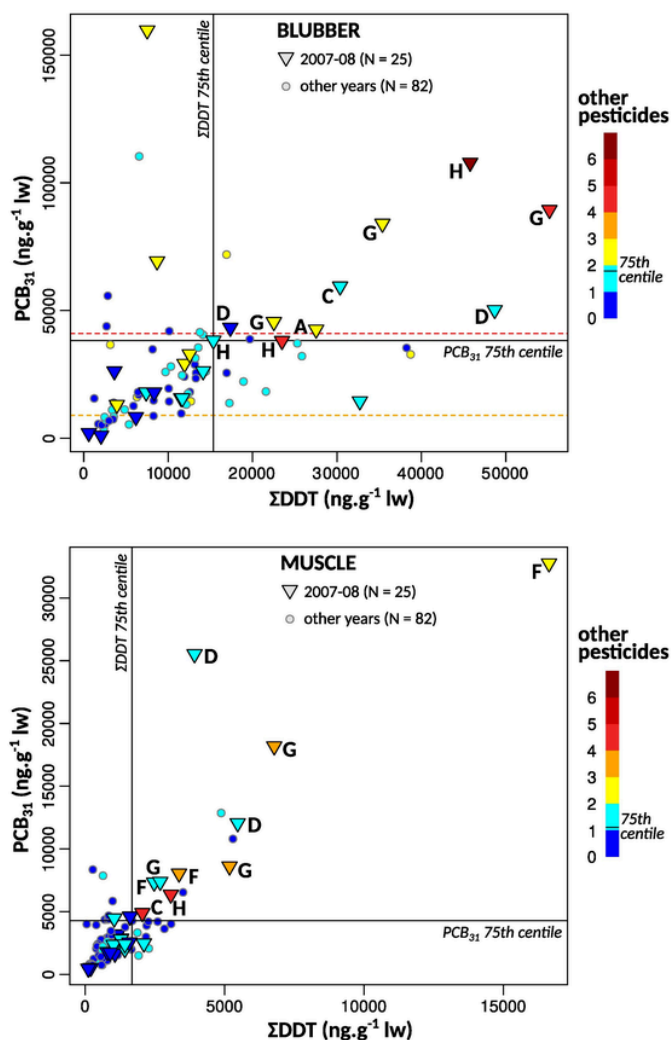 BLUBBER
2007-08 (N = 25)
other years (N = 82)
ΣDDT 75th centile
PCB31 75th centile
H
G
G
C
D
D
G
A
H
H
0
50000
100000
150000
PCB31 (ng.g-1 lw)
0
10000
20000
30000
40000
50000
ΣDDT (ng.g-1 lw)
other
pesticides
6
5
4
3
2
1
0
75th
centile
MUSCLE
2007-08 (N = 25)
other years (N = 82)
ΣDDT 75th centile
PCB31 75th centile
F
D
G
D
G
G
F
F
C
H
0
5000
10000
15000
20000
25000
30000
PCB31 (ng.g-1 lw)
0
5000
10000
15000
ΣDDT (ng.g-1 lw)
other
pesticides
6
5
4
3
2
1
0
75th
centile